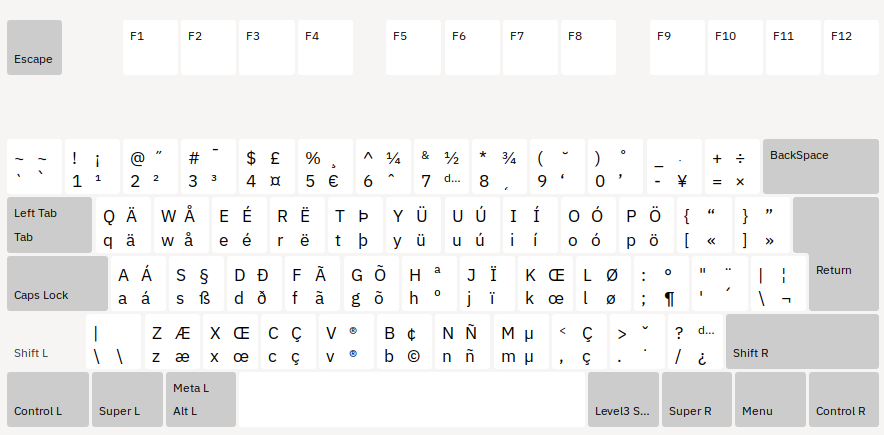 Escape F1 F2 F3 F4 F5 F6 F7 F8 F9 F10 F11 F12
~ ~ ! ¡ @ ˝ # ¯ $ £ % ¸ ^ ¼ & ½ * ¾ ( ˘ ) ° _ . + ÷ BackSpace
` ` 1 ¹ 2 ² 3 ³ 4 ¤ 5 € 6 ˆ 7 d... 8 ˛ 9 ‘ 0 ’ - ¥ = ×
Left Tab Q Ä W Å E É R Ë T Þ Y Ü U Ú I Í O Ó P Ö { “ } ”
Tab q ä w å e é r ë t þ y ü u ú i í o ó p ö [ « ] »
Return
A Á S § D Ð F Ã G Õ H ª J Ï K Œ L Ø : ° " ¨ | ¦
Caps Lock a á s ß d ð f ã g õ h º j ï k œ l ø ; ¶ ' ´ \ ¬
| Z Æ X Œ C Ç V ® B ¢ N Ñ M µ < Ç > ˇ ? d...
Shift L \ \ z æ x œ c ç v ® b © n ñ m µ , ç . ˙ / ¿ Shift R
Meta L
Control L Super L Alt L Level3 S... Super R Menu Control R